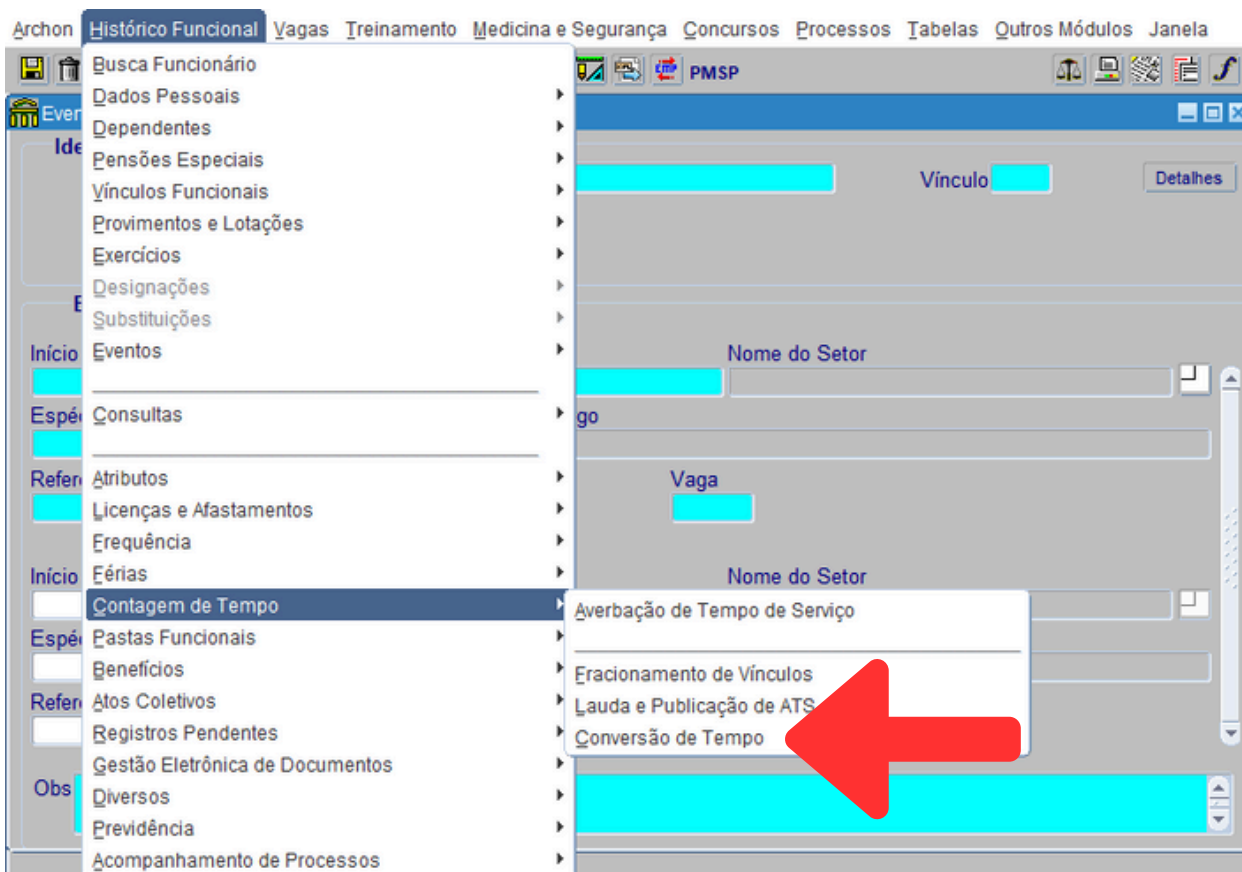 Archon Histórico Funcional Vagas Treinamento Medicina e Segurança Concursos Processos Tabelas Outros Módulos Janela
PMSP
Busca Funcionário
Dados Pessoais
Dependentes
Pensões Especiais
Vínculos Funcionais
Provimentos e Lotações
Exercícios
Designações
Substituições
Eventos
Consultas
Atributos
Licenças e Afastamentos
Frequência
Férias
Contagem de Tempo
Pastas Funcionais
Benefícios
Atos Coletivos
Registros Pendentes
Gestão Eletrônica de Documentos
Diversos
Previdência
Acompanhamento de Processos
Averbação de Tempo de Serviço
Fracionamento de Vínculos
Lauda e Publicação de ATS
Conversão de Tempo
Vínculo Detalhes
Início Nome do Setor
Vaga
Início Nome do Setor
Obs